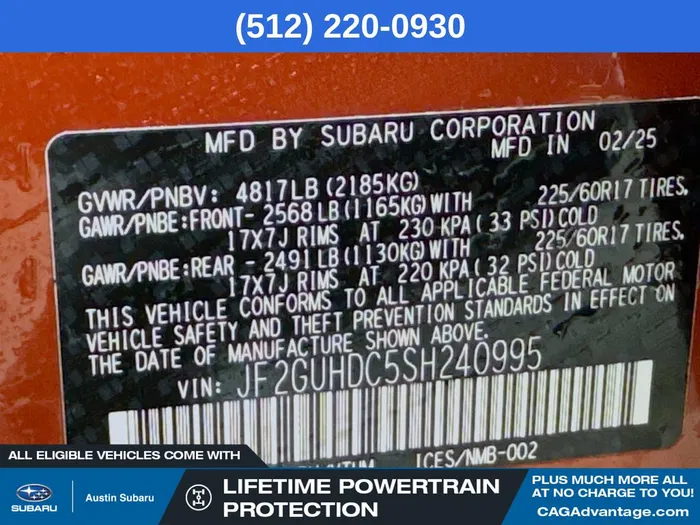 (512) 220-0930
MFD BY SUBARU CORPORATION
MFD IN 02/25
GVWR/PNBV: 4817LB (2185KG)
GAWR/PNBE:FRONT- 2568LB(1165KG)WITH 225/60R17 TIRES,
17X7J RIMS AT 230 KPA( 33 PSI)COLD
GAWR/PNBE:REAR - 2491LB(1130KG)WITH 225/60R17 TIRES,
17X7J RIMS AT 220 KPA( 32 PSI)COLD
THIS VEHICLE CONFORMS TO ALL APPLICABLE FEDERAL MOTOR
VEHICLE SAFETY AND THEFT PREVENTION STANDARDS IN EFFECT ON
THE DATE OF MANUFACTURE SHOWN ABOVE.
VIN: JF2GUHDC5SH240995
ICES/NMB-002
ALL ELIGIBLE VEHICLES COME WITH
SUBARU
Austin Subaru
LIFETIME POWERTRAIN
PROTECTION
PLUS MUCH MORE ALL
AT NO CHARGE TO YOU!
CAGAdvantage.com